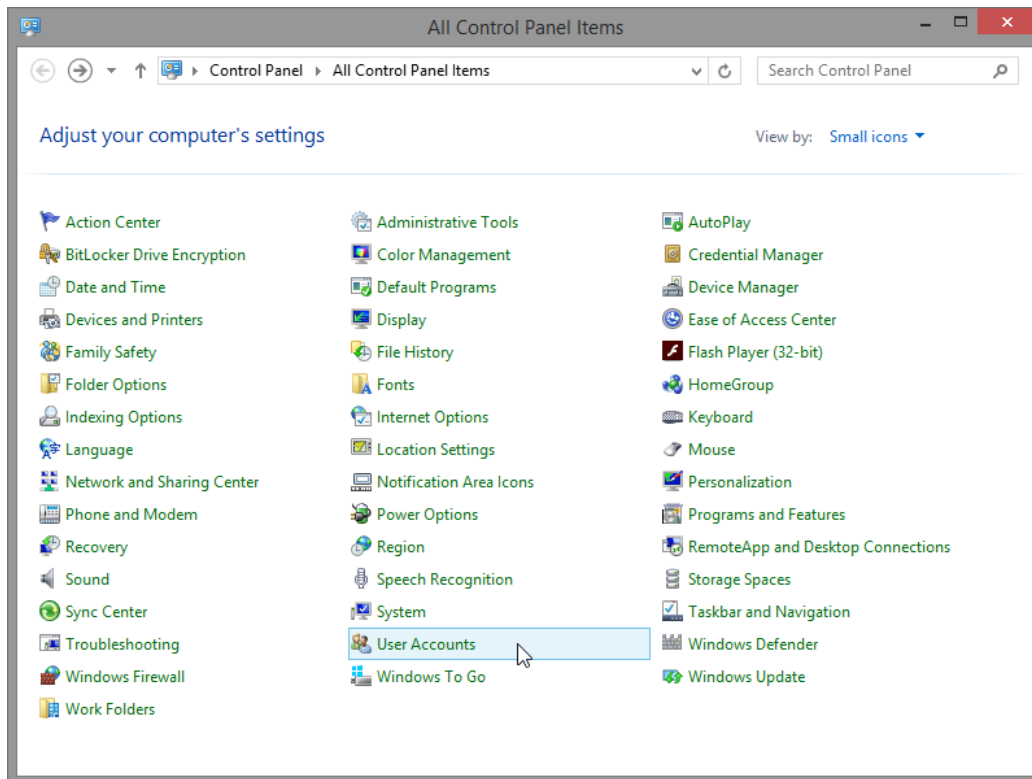 All Control Panel Items
Control Panel All Control Panel Items Search Control Panel
Adjust your computer's settings View by: Small icons
Action Center Administrative Tools AutoPlay
BitLocker Drive Encryption Color Management Credential Manager
Date and Time Default Programs Device Manager
Devices and Printers Display Ease of Access Center
Family Safety File History Flash Player (32-bit)
Folder Options Fonts HomeGroup
Indexing Options Internet Options Keyboard
Language Location Settings Mouse
Network and Sharing Center Notification Area Icons Personalization
Phone and Modem Power Options Programs and Features
Recovery Region RemoteApp and Desktop Connections
Sound Speech Recognition Storage Spaces
Sync Center System Taskbar and Navigation
Troubleshooting User Accounts Windows Defender
Windows Firewall Windows To Go Windows Update
Work Folders